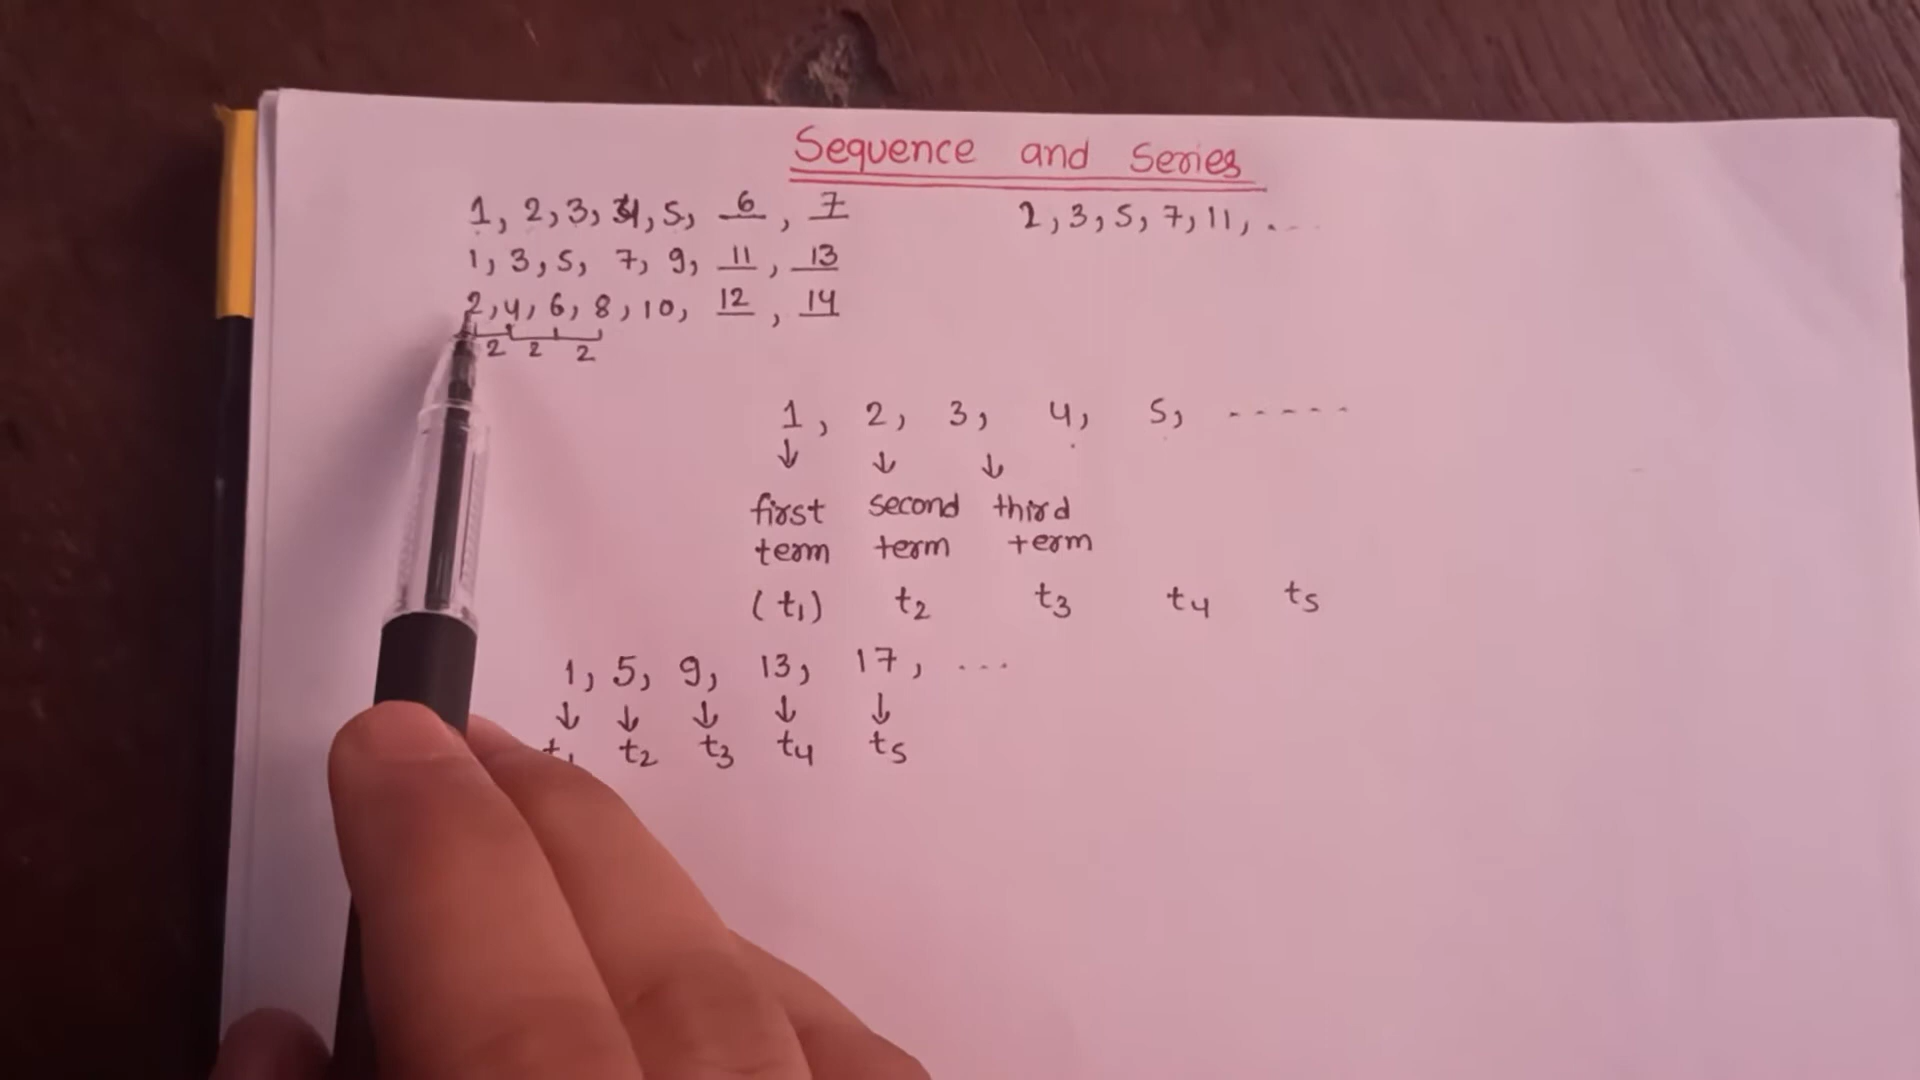 Sequence and Series
1, 2, 3, 4, 5, 6, 7
2, 3, 5, 7, 11, ....
1, 3, 5, 7, 9, 11, 13
2, 4, 6, 8, 10, 12, 14
2 2 2
1, 2, 3, 4, 5, ------
↓ ↓ ↓
first second third
term term term
(t₁) t₂ t₃ t₄ t₅
1, 5, 9, 13, 17, ...
↓ ↓ ↓ ↓ ↓
t₁ t₂ t₃ t₄ t₅